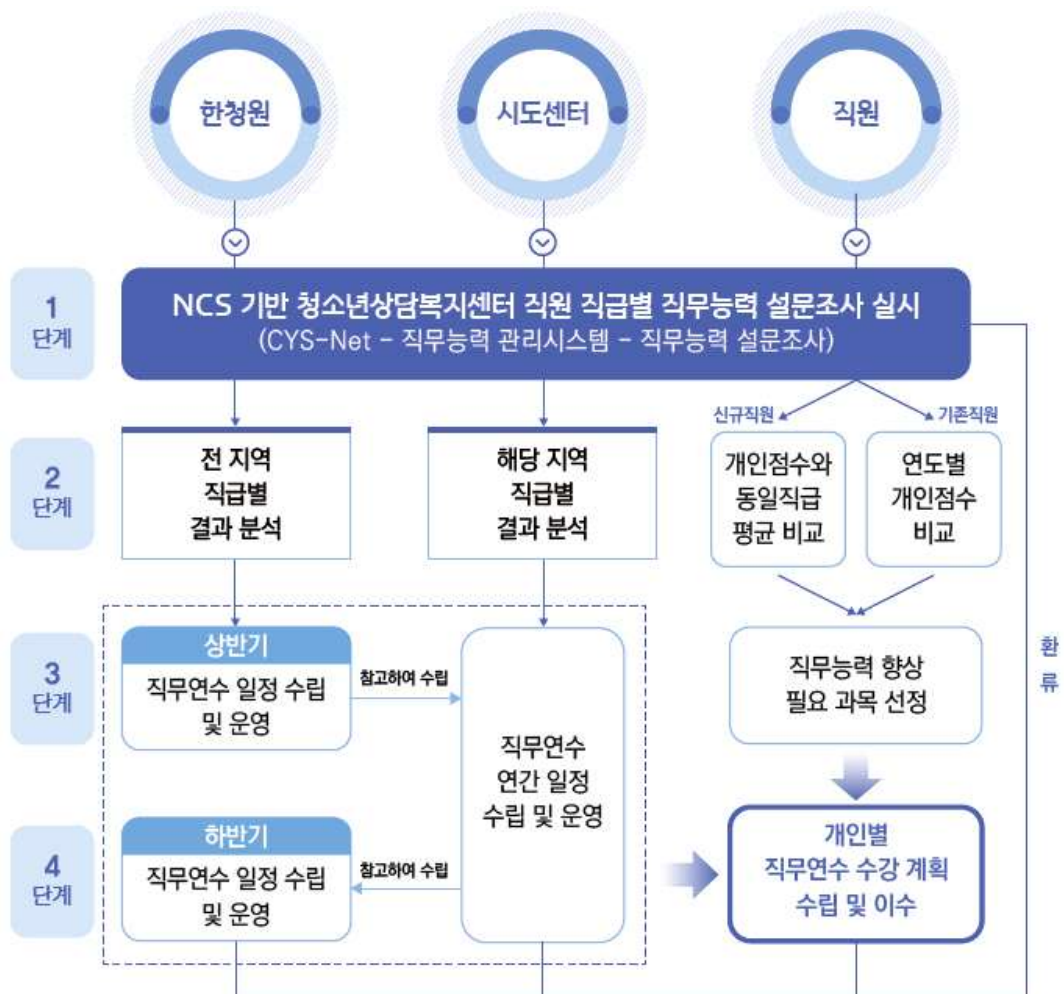 한청원
시도센터
직원
1
단계
NCS 기반 청소년상담복지센터 직원 직급별 직무능력 설문조사 실시
(CYS-Net - 직무능력 관리시스템 - 직무능력 설문조사)
신규직원
기존직원
2
단계
전 지역
직급별
결과 분석
해당 지역
직급별
결과 분석
개인점수와
동일직급
평균 비교
연도별
개인점수
비교
3
단계
상반기
직무연수 일정 수립
및 운영
참고하여 수립
직무연수
연간 일정
수립 및 운영
직무능력 향상
필요 과목 선정
환
류
4
단계
하반기
직무연수 일정 수립
및 운영
참고하여 수립
개인별
직무연수 수강 계획
수립 및 이수